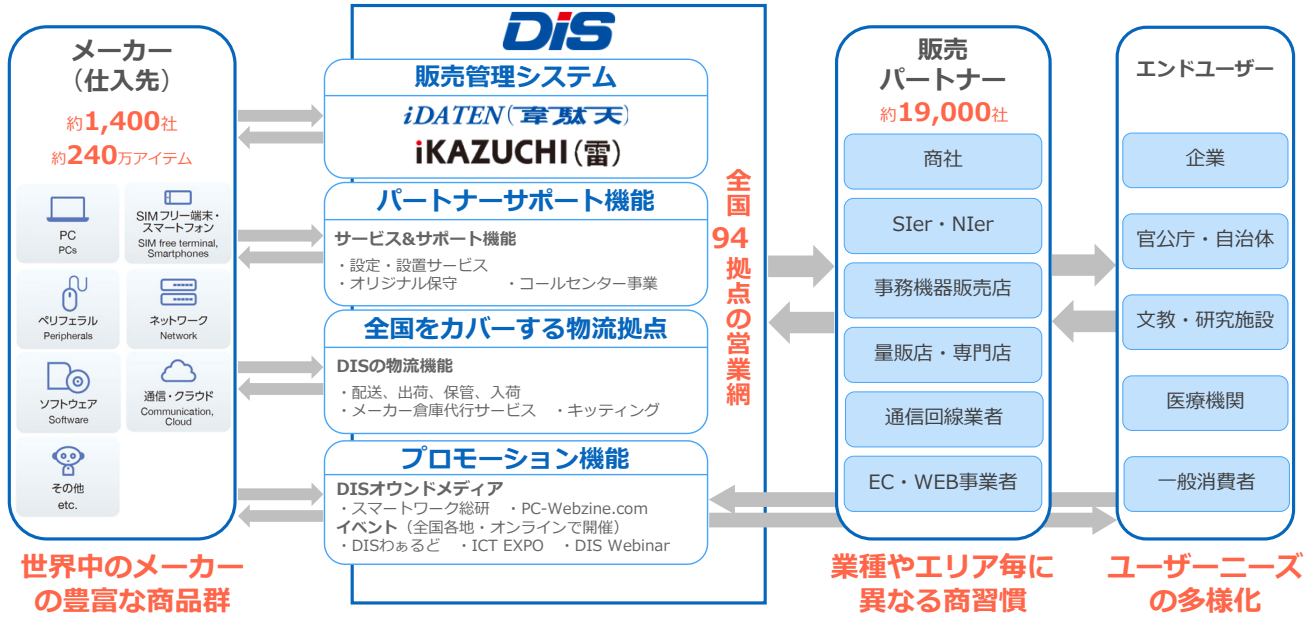 メーカー
（仕入先）
約1,400社
約240万アイテム
PC
PCs
SIMフリー端末・
スマートフォン
SIM free terminal,
Smartphones
ペリフェラル
Peripherals
ネットワーク
Network
ソフトウェア
Software
通信・クラウド
Communication,
Cloud
その他
etc.
世界中のメーカー
の豊富な商品群
DiS
販売管理システム
iDATEN(韋駄天)
iKAZUCHI(雷)
パートナーサポート機能
サービス&サポート機能
・設定・設置サービス
・オリジナル保守　・コールセンター事業
全国をカバーする物流拠点
DISの物流機能
・配送、出荷、保管、入荷
・メーカー倉庫代行サービス　・キッティング
プロモーション機能
DISオウンドメディア
・スマートワーク総研　・PC-Webzine.com
イベント（全国各地・オンラインで開催）
・DISわぁるど　・ICT EXPO　・DIS Webinar
全国94拠点の営業網
販売
パートナー
約19,000社
商社
SIer・NIer
事務機器販売店
量販店・専門店
通信回線業者
EC・WEB事業者
業種やエリア毎に
異なる商習慣
エンドユーザー
企業
官公庁・自治体
文教・研究施設
医療機関
一般消費者
ユーザーニーズ
の多様化